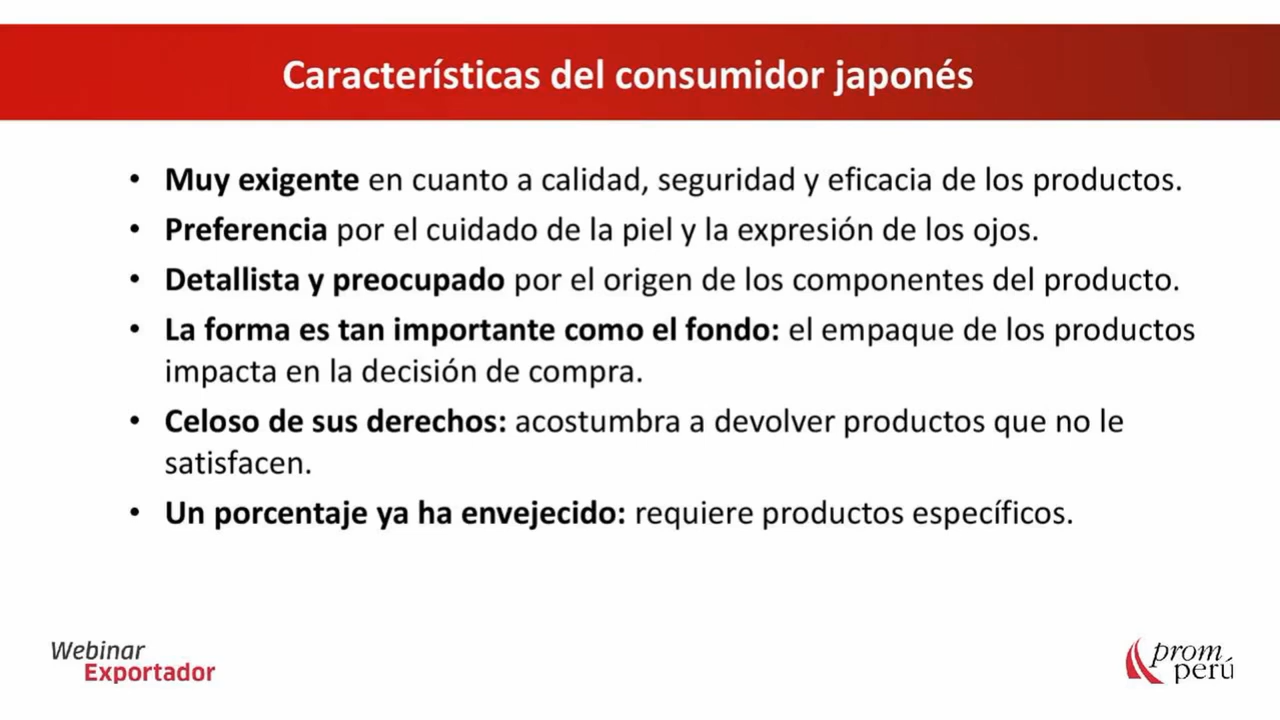 Características del consumidor japonés
• Muy exigente en cuanto a calidad, seguridad y eficacia de los productos.
• Preferencia por el cuidado de la piel y la expresión de los ojos.
• Detallista y preocupado por el origen de los componentes del producto.
• La forma es tan importante como el fondo: el empaque de los productos
impacta en la decisión de compra.
• Celoso de sus derechos: acostumbra a devolver productos que no le
satisfacen.
• Un porcentaje ya ha envejecido: requiere productos específicos.
Webinar
Exportador
prom
perú